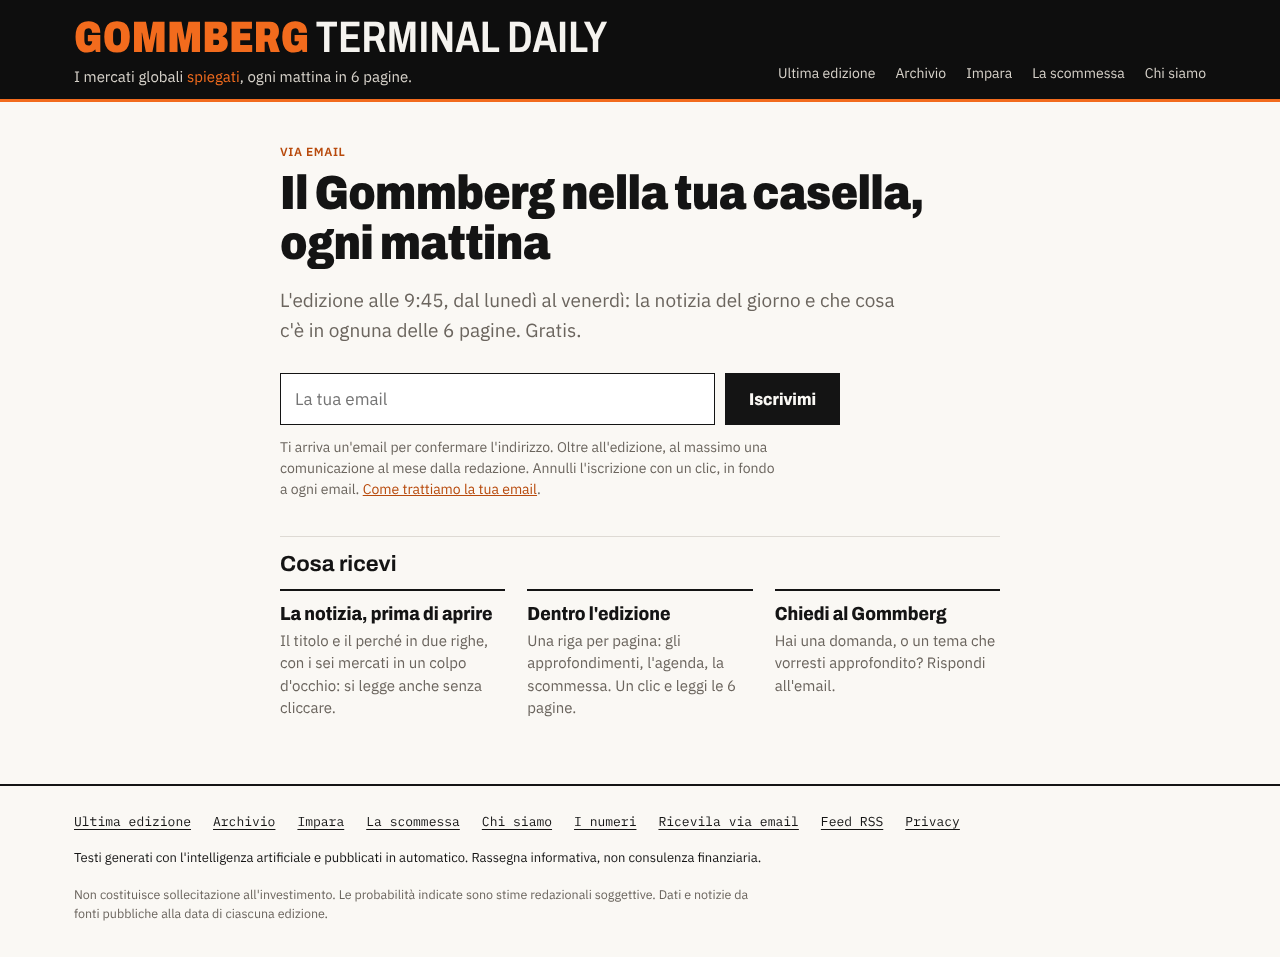 GOMMBERG TERMINAL DAILY
I mercati globali spiegati, ogni mattina in 6 pagine.
Ultima edizione Archivio Impara La scommessa Chi siamo
VIA EMAIL
Il Gommberg nella tua casella,
ogni mattina
L'edizione alle 9:45, dal lunedì al venerdì: la notizia del giorno e che cosa
c'è in ognuna delle 6 pagine. Gratis.
La tua email
Iscrivimi
Ti arriva un'email per confermare l'indirizzo. Oltre all'edizione, al massimo una
comunicazione al mese dalla redazione. Annulli l'iscrizione con un clic, in fondo
a ogni email. Come trattiamo la tua email.
Cosa ricevi
La notizia, prima di aprire
Il titolo e il perché in due righe,
con i sei mercati in un colpo
d'occhio: si legge anche senza
cliccare.
Dentro l'edizione
Una riga per pagina: gli
approfondimenti, l'agenda, la
scommessa. Un clic e leggi le 6
pagine.
Chiedi al Gommberg
Hai una domanda, o un tema che
vorresti approfondito? Rispondi
all'email.
Ultima edizione Archivio Impara La scommessa Chi siamo I numeri Ricevila via email Feed RSS Privacy
Testi generati con l'intelligenza artificiale e pubblicati in automatico. Rassegna informativa, non consulenza finanziaria.
Non costituisce sollecitazione all'investimento. Le probabilità indicate sono stime redazionali soggettive. Dati e notizie da
fonti pubbliche alla data di ciascuna edizione.